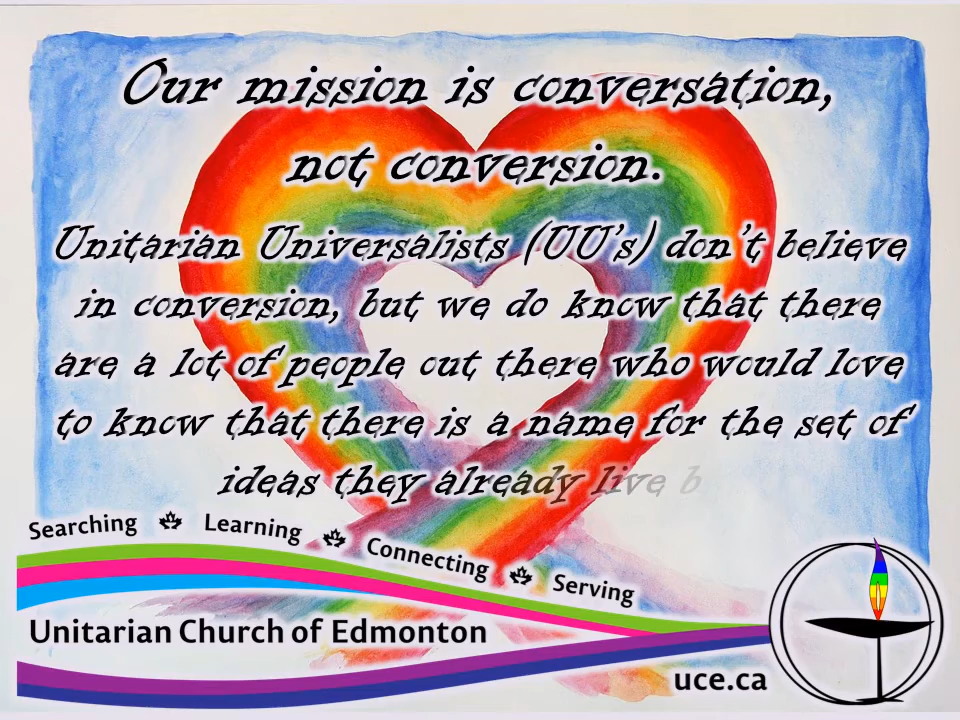 Our mission is conversation,
not conversion.
Unitarian Universalists (UU's) don't believe
in conversion, but we do know that there
are a lot of people out there who would love
to know that there is a name for the set of
ideas they already live b
Searching Learning Connecting Serving
Unitarian Church of Edmonton
uce.ca